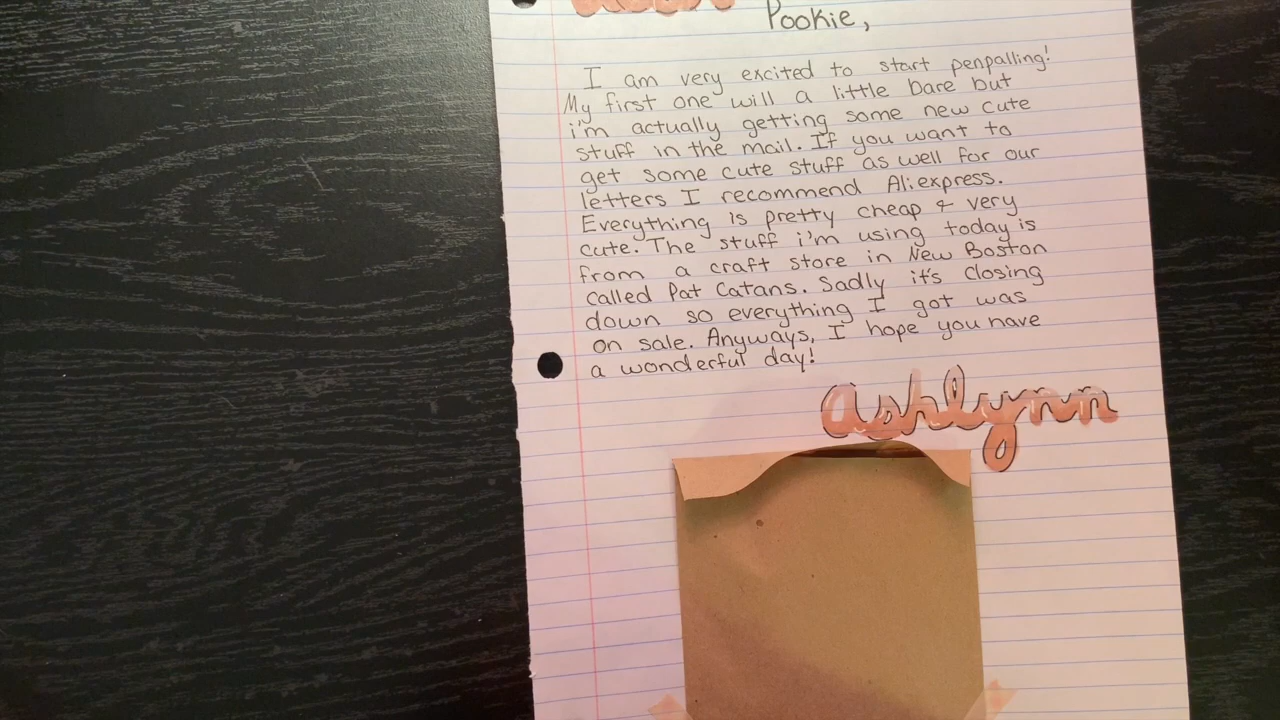 Pookie,
I am very excited to start penpalling!
My first one will a little bare but
i'm actually getting some new cute
stuff in the mail. If you want to
get some cute stuff as well for our
letters I recommend Aliexpress.
Everything is pretty cheap & very
cute. The stuff i'm using today is
from a craft store in New Boston
called Pat Catans. Sadly it's closing
down so everything I got was
on sale. Anyways, I hope you have
a wonderful day!
ashlynn